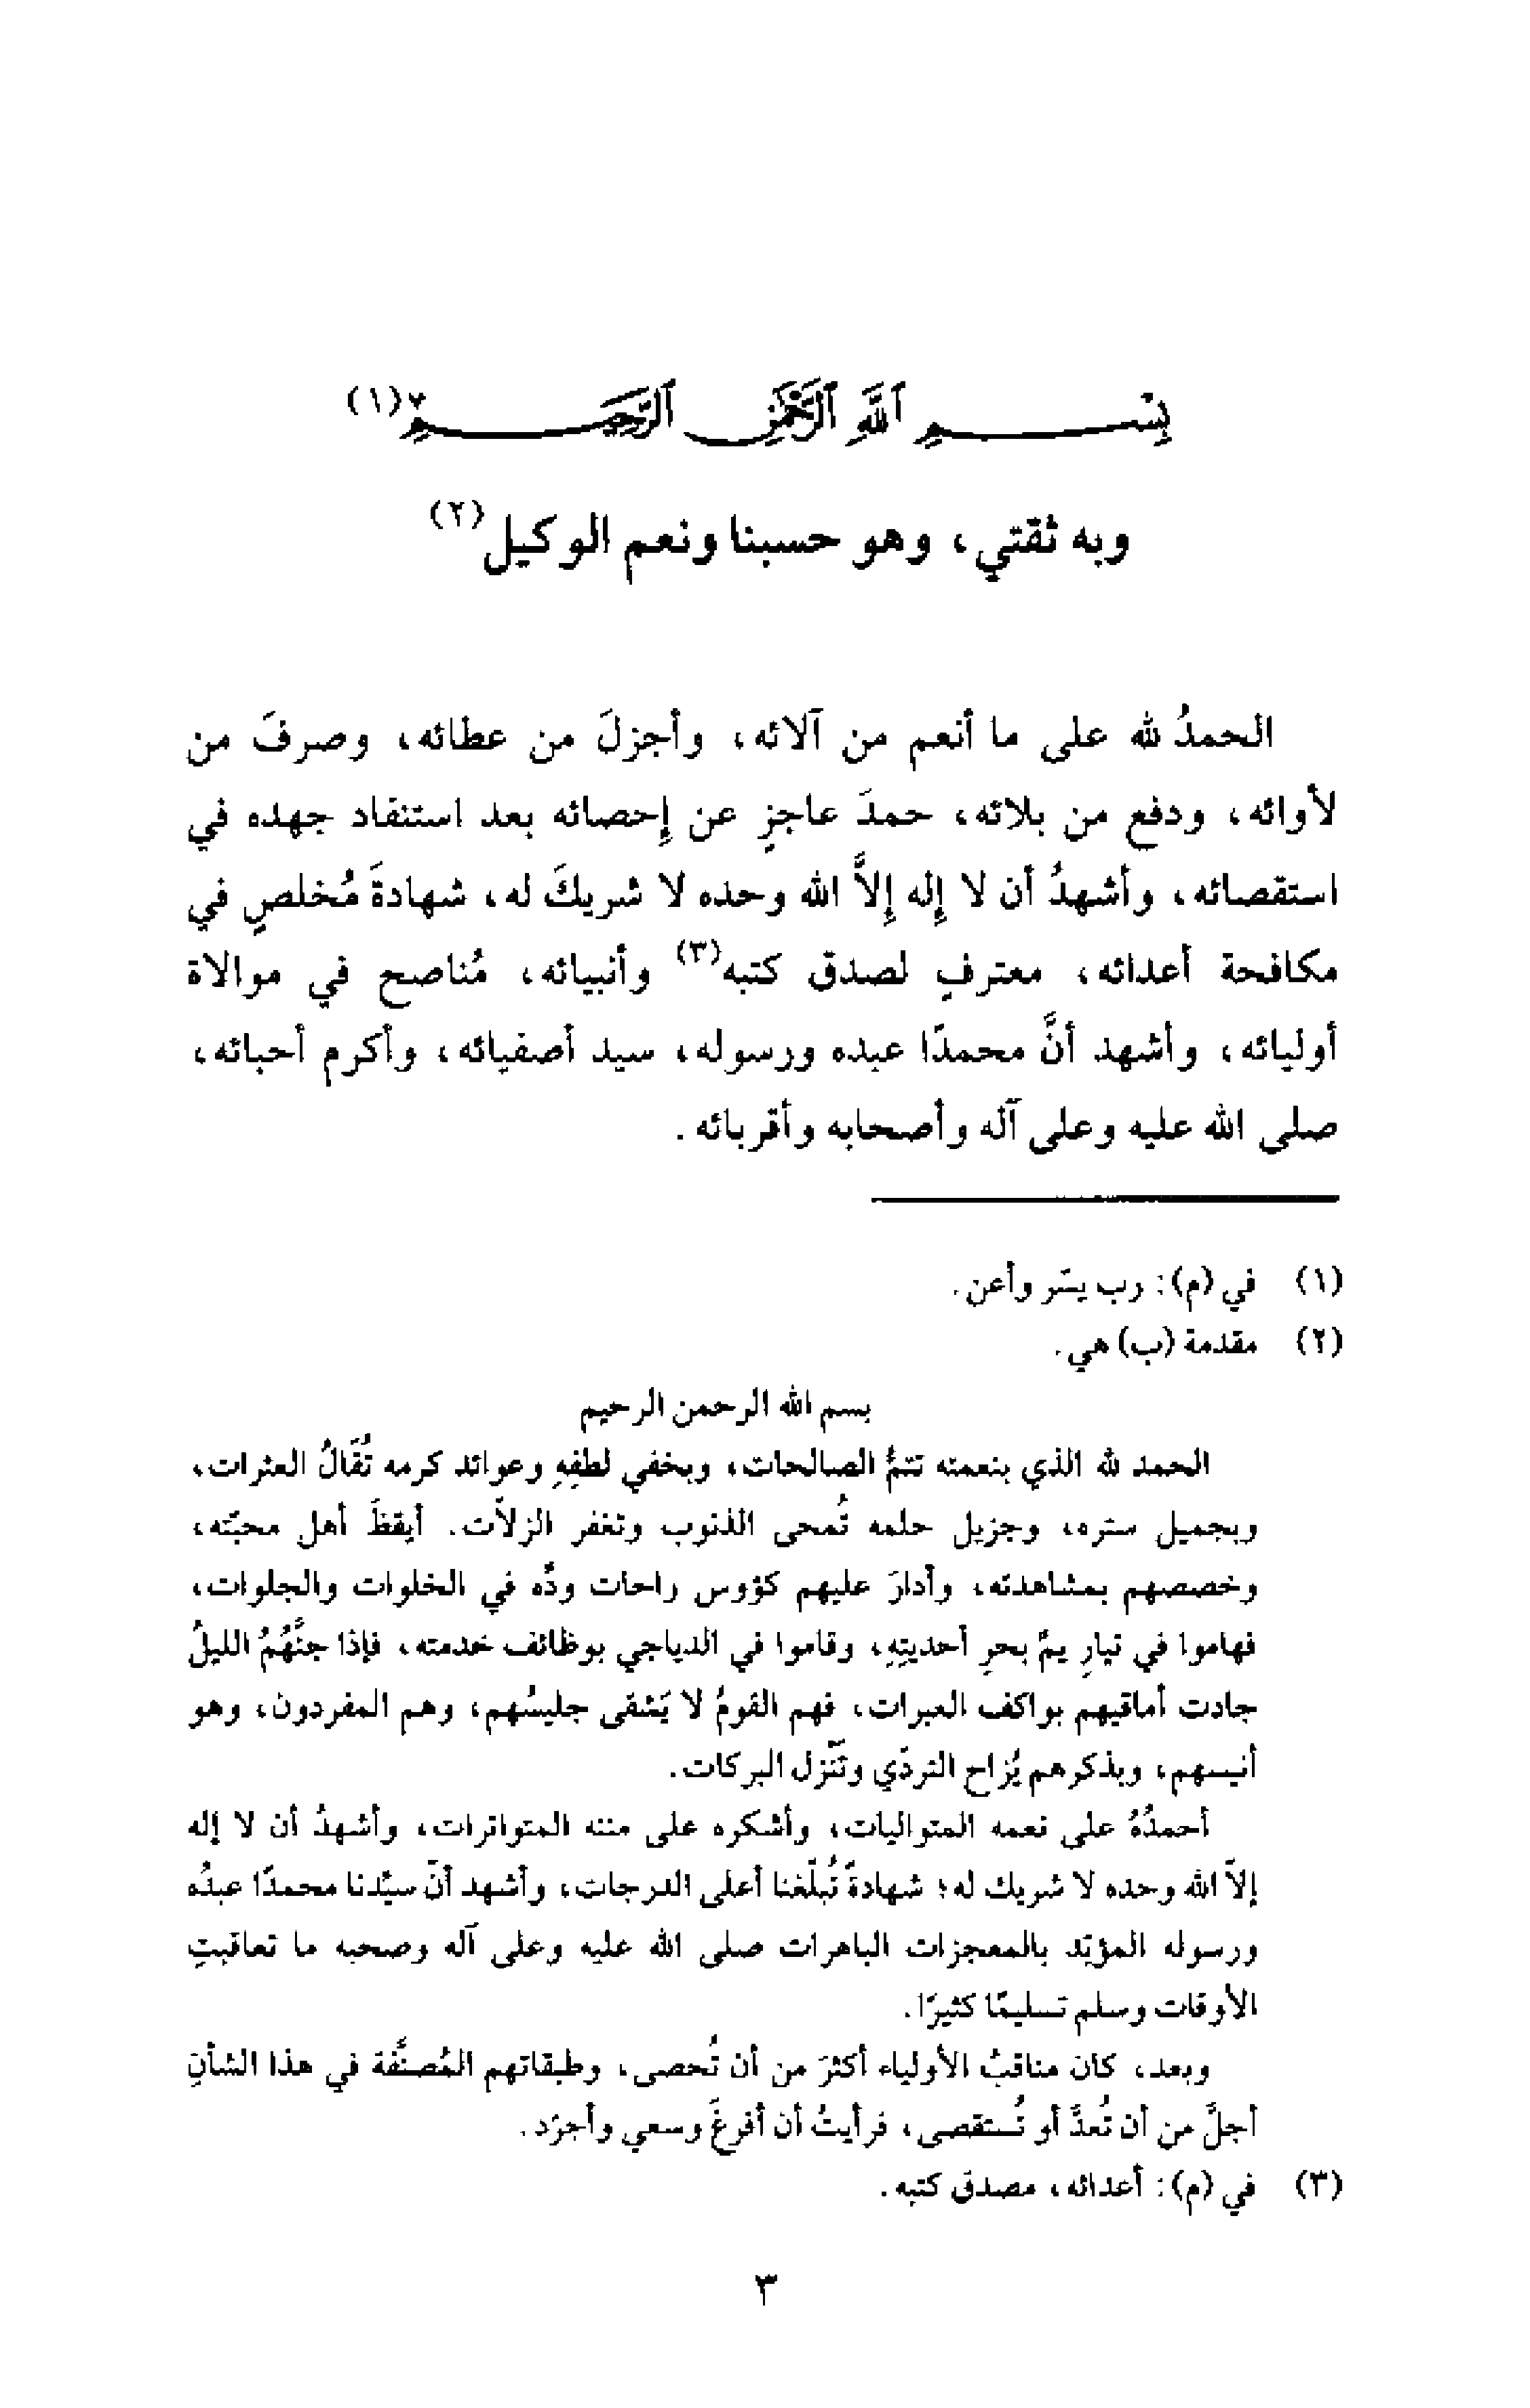 بِسْمِ ٱللَّهِ ٱلرَّحْمَٰنِ ٱلرَّحِيمِ (١)
وبه ثقتي، وهو حسبنا ونعم الوكيل (٢)
الحمدُ لله على ما أنعم من آلائه، وأجزلَ من عطائه، وصرفَ من
لأوائه، ودفع من بلائه، حمدَ عاجزٍ عن إحصائه بعد استنفاد جهده في
استقصائه، وأشهدُ أن لا إله إلاَّ الله وحده لا شريكَ له، شهادةَ مُخلصٍ في
مكافحة أعدائه، معترفٍ لصدق كتبه (٣) وأنبيائه، مُناصح في موالاة
أوليائه، وأشهد أنَّ محمدًا عبده ورسوله، سيد أصفيائه، وأكرم أحبائه،
صلى الله عليه وعلى آله وأصحابه وأقربائه.
(١) في (م): رب يسّر وأعن.
(٢) مقدمة (ب) هي.
بسم الله الرحمن الرحيم
الحمد لله الذي بنعمته تتمُّ الصالحات، وبخفي لطفِهِ وعوائد كرمه تُقَالُ العثرات،
وبجميل ستره، وجزيل حلمه تُمحى الذنوب وتغفر الزلاّت. أيقظَ أهل محبّته،
وخصصهم بمشاهدته، وأدارَ عليهم كؤوس راحات ودِّه في الخلوات والجلوات،
فهاموا في تيارِ يمِّ بحرِ أحديتِهِ، وقاموا في الدياجي بوظائف خدمته، فإذا جنَّهُمُ الليلُ
جادت أماقيهم بواكف العبرات، فهم القومُ لا يَشقى جليسُهم، وهم المفردون، وهو
أنيسهم، وبذكرهم يُزاح التردّي وتَنّزل البركات.
أحمدُهُ على نعمه المتواليات، وأشكره على مننه المتواترات، وأشهدُ أن لا إله
إلاّ الله وحده لا شريك له؛ شهادةً تُبلّغنا أعلى الدرجات، وأشهد أنّ سيّدنا محمدًا عبدُه
ورسوله المؤيّد بالمعجزات الباهرات صلى الله عليه وعلى آله وصحبه ما تعاقبتِ
الأوقات وسلم تسليمًا كثيرًا.
وبعد، كان مناقبُ الأولياء أكثرَ من أن تُحصى، وطبقاتهم المُصنَّفة في هذا الشأنِ
أجلَّ من أن تُعدَّ أو تُستقصى، فرأيتُ أن أفرغَ وسعي وأجرّد.
(٣) في (م): أعدائه، مصدق كتبه.
٣